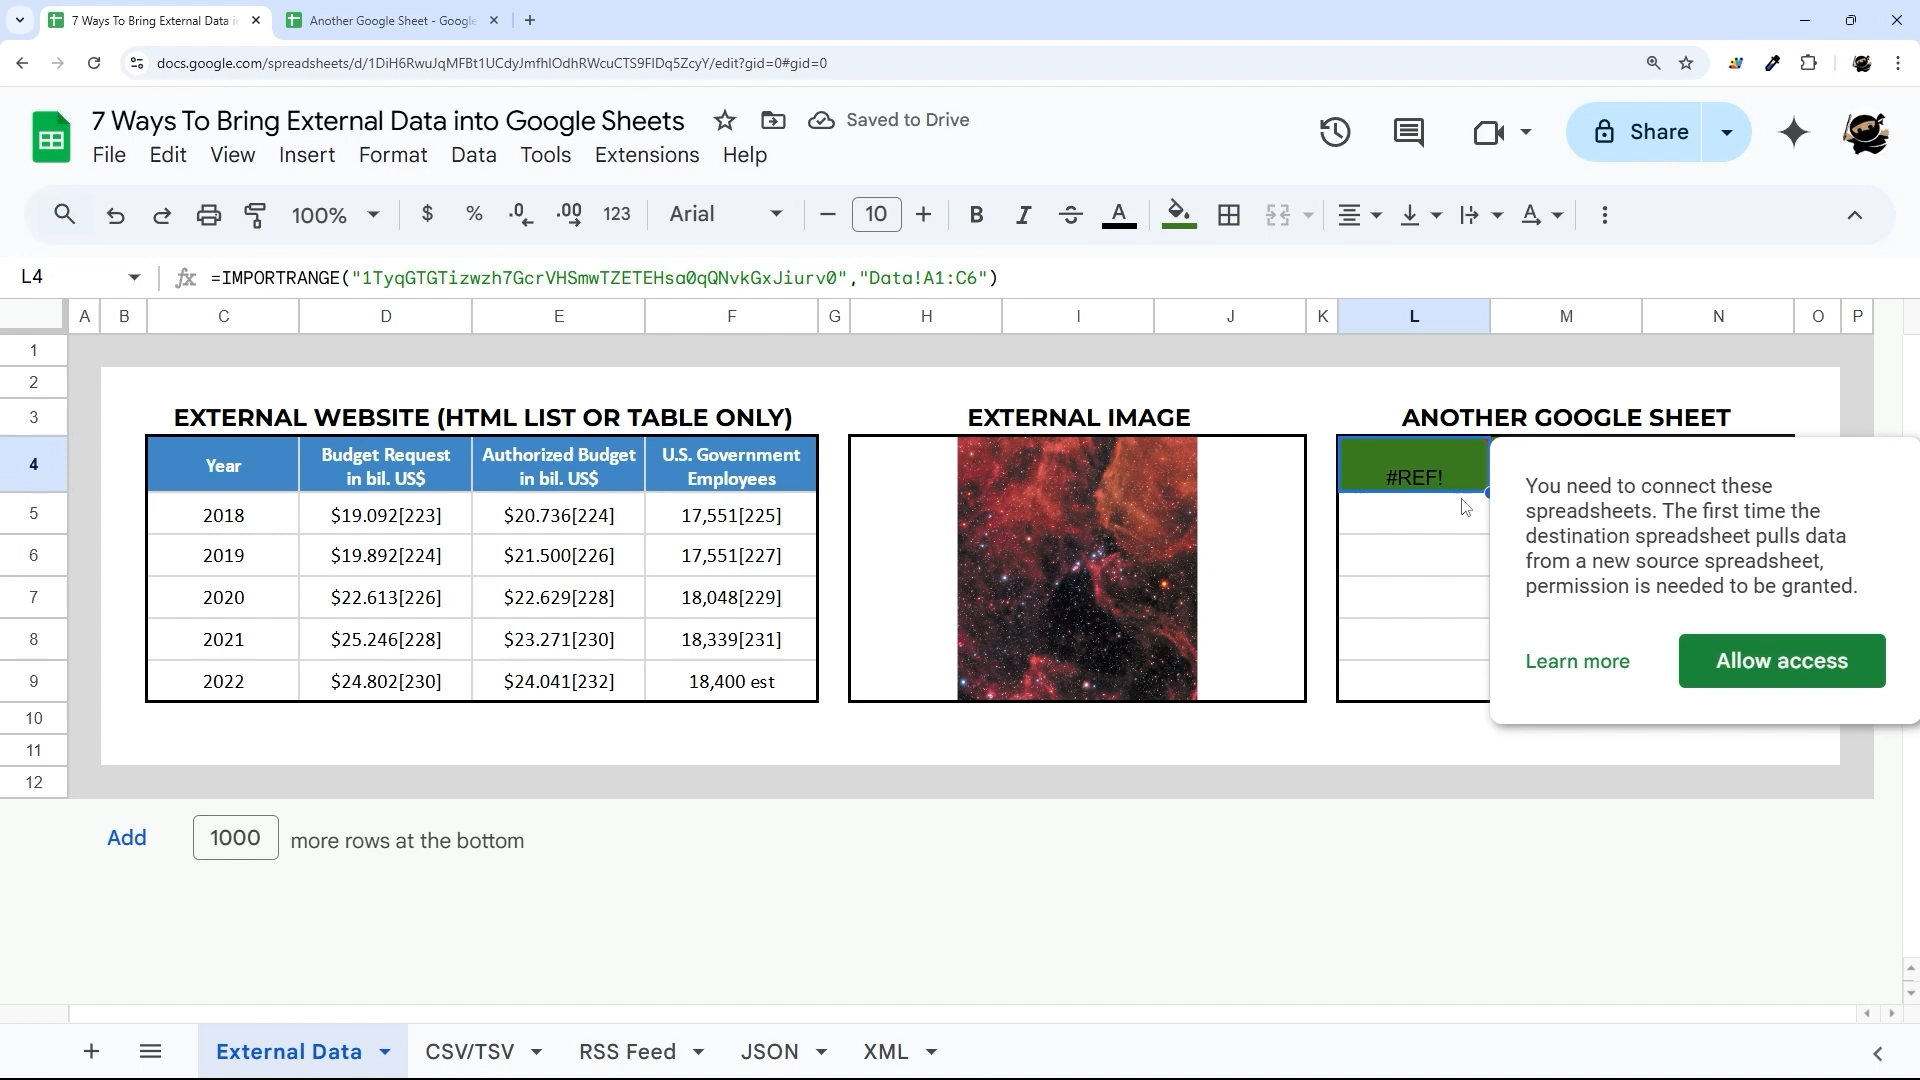 7 Ways To Bring External Data i
Another Google Sheet - Google
docs.google.com/spreadsheets/d/1DiH6RwuJqMFBt1UCdyJmfhIOdhRWcuCTS9FIDq5ZcyY/edit?gid=0#gid=0
7 Ways To Bring External Data into Google Sheets
Saved to Drive
File Edit View Insert Format Data Tools Extensions Help
Share
100% $ % .0 .00 123 Arial 10 B I S A A
L4 fx =IMPORTRANGE("1TyqGTGTizwzh7GcrVHSmwTZETEHsa0qQNvkGxJiurv0","Data!A1:C6")
A B C D E F G H I J K L M N O P
1
2
3 EXTERNAL WEBSITE (HTML LIST OR TABLE ONLY) EXTERNAL IMAGE ANOTHER GOOGLE SHEET
4 Year Budget Request in bil. US$ Authorized Budget in bil. US$ U.S. Government Employees #REF!
5 2018 $19.092[223] $20.736[224] 17,551[225]
6 2019 $19.892[224] $21.500[226] 17,551[227]
7 2020 $22.613[226] $22.629[228] 18,048[229]
8 2021 $25.246[228] $23.271[230] 18,339[231]
9 2022 $24.802[230] $24.041[232] 18,400 est
10
11
12
You need to connect these
spreadsheets. The first time the
destination spreadsheet pulls data
from a new source spreadsheet,
permission is needed to be granted.
Learn more Allow access
Add 1000 more rows at the bottom
External Data CSV/TSV RSS Feed JSON XML